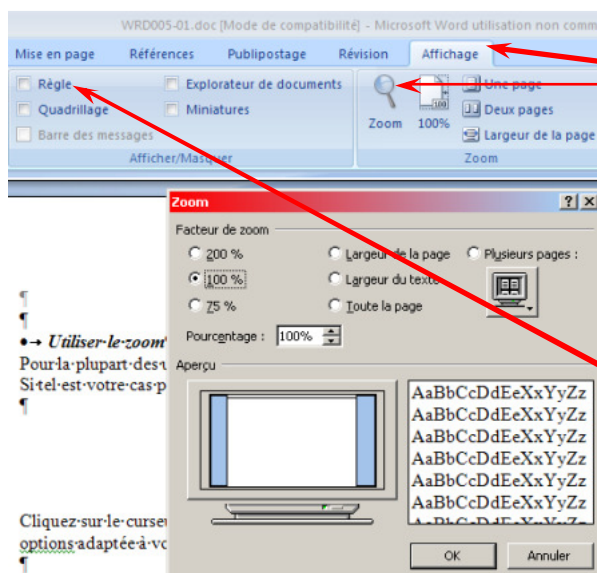 WRD005-01.doc [Mode de compatibilité] - Microsoft Word utilisation non comm
Mise en page Références Publipostage Révision Affichage
Règle Explorateur de documents Zoom 100% Une page
Quadrillage Miniatures Deux pages
Barre des messages Largeur de la page
Afficher/Masquer Zoom
Zoom
Facteur de zoom
200 % Largeur de la page Plusieurs pages :
100 % Largeur du texte
75 % Toute la page
Pourcentage : 100%
Aperçu
AaBbCcDdEeXxYyZz
AaBbCcDdEeXxYyZz
AaBbCcDdEeXxYyZz
AaBbCcDdEeXxYyZz
AaBbCcDdEeXxYyZz
AaBbCcDdEeXxYyZz
AaBbCcDdEeXxYyZz
OK Annuler
¶
¶
•→ Utiliser·le·zoom
Pour·la·plupart·des·
Si·tel·est·votre·cas·p
¶
Cliquez·sur·le·curse
options·adaptée·à·vo
¶